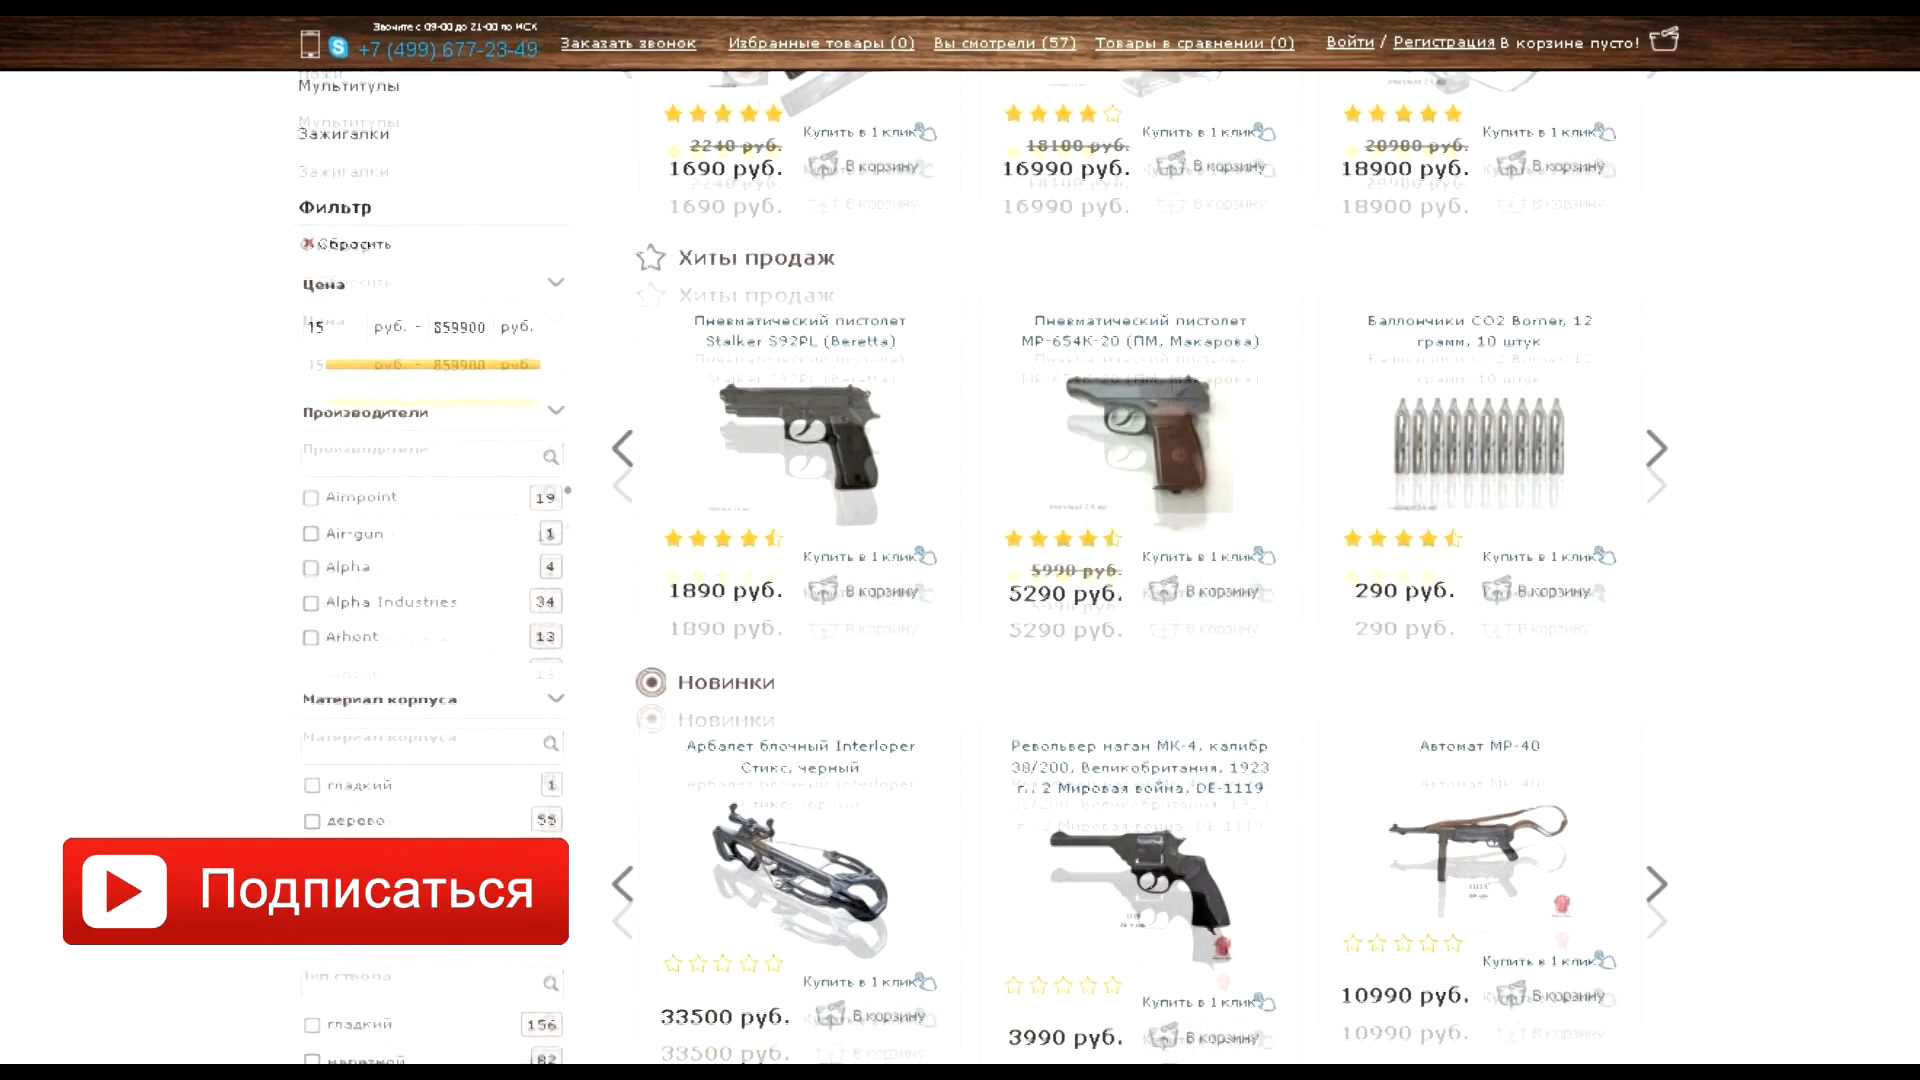 Звоните с 09-00 до 21-00 по МСК
+7 (499) 677-23-49
Заказать звонок
Избранные товары (0)
Вы смотрели (57)
Товары в сравнении (0)
Войти / Регистрация
В корзине пусто!
Мультитулы
Зажигалки
Фильтр
Сбросить
Цена
15 руб. - 859900 руб.
Производители
Aimpoint 19
Air-gun 1
Alpha 4
Alpha Industries 34
Arhont 13
Материал корпуса
гладкий 1
дерево
Тип ствола
гладкий 156
82
Подписаться
2240 руб.
1690 руб.
Купить в 1 клик
В корзину
18100 руб.
16990 руб.
Купить в 1 клик
В корзину
20900 руб.
18900 руб.
Купить в 1 клик
В корзину
Хиты продаж
Пневматический пистолет
Stalker S92PL (Beretta)
Купить в 1 клик
1890 руб.
В корзину
Пневматический пистолет
МР-654К-20 (ПМ, Макарова)
Купить в 1 клик
5990 руб.
5290 руб.
В корзину
Баллончики CO2 Borner, 12
грамм, 10 штук
Купить в 1 клик
290 руб.
В корзину
Новинки
Арбалет блочный Interloper
Стикс, черный
Купить в 1 клик
33500 руб.
В корзину
Револьвер наган МК-4, калибр
38/200, Великобритания, 1923
г., 2 Мировая война, DE-1119
Купить в 1 клик
3990 руб.
В корзину
Автомат МР-40
Купить в 1 клик
10990 руб.
В корзину